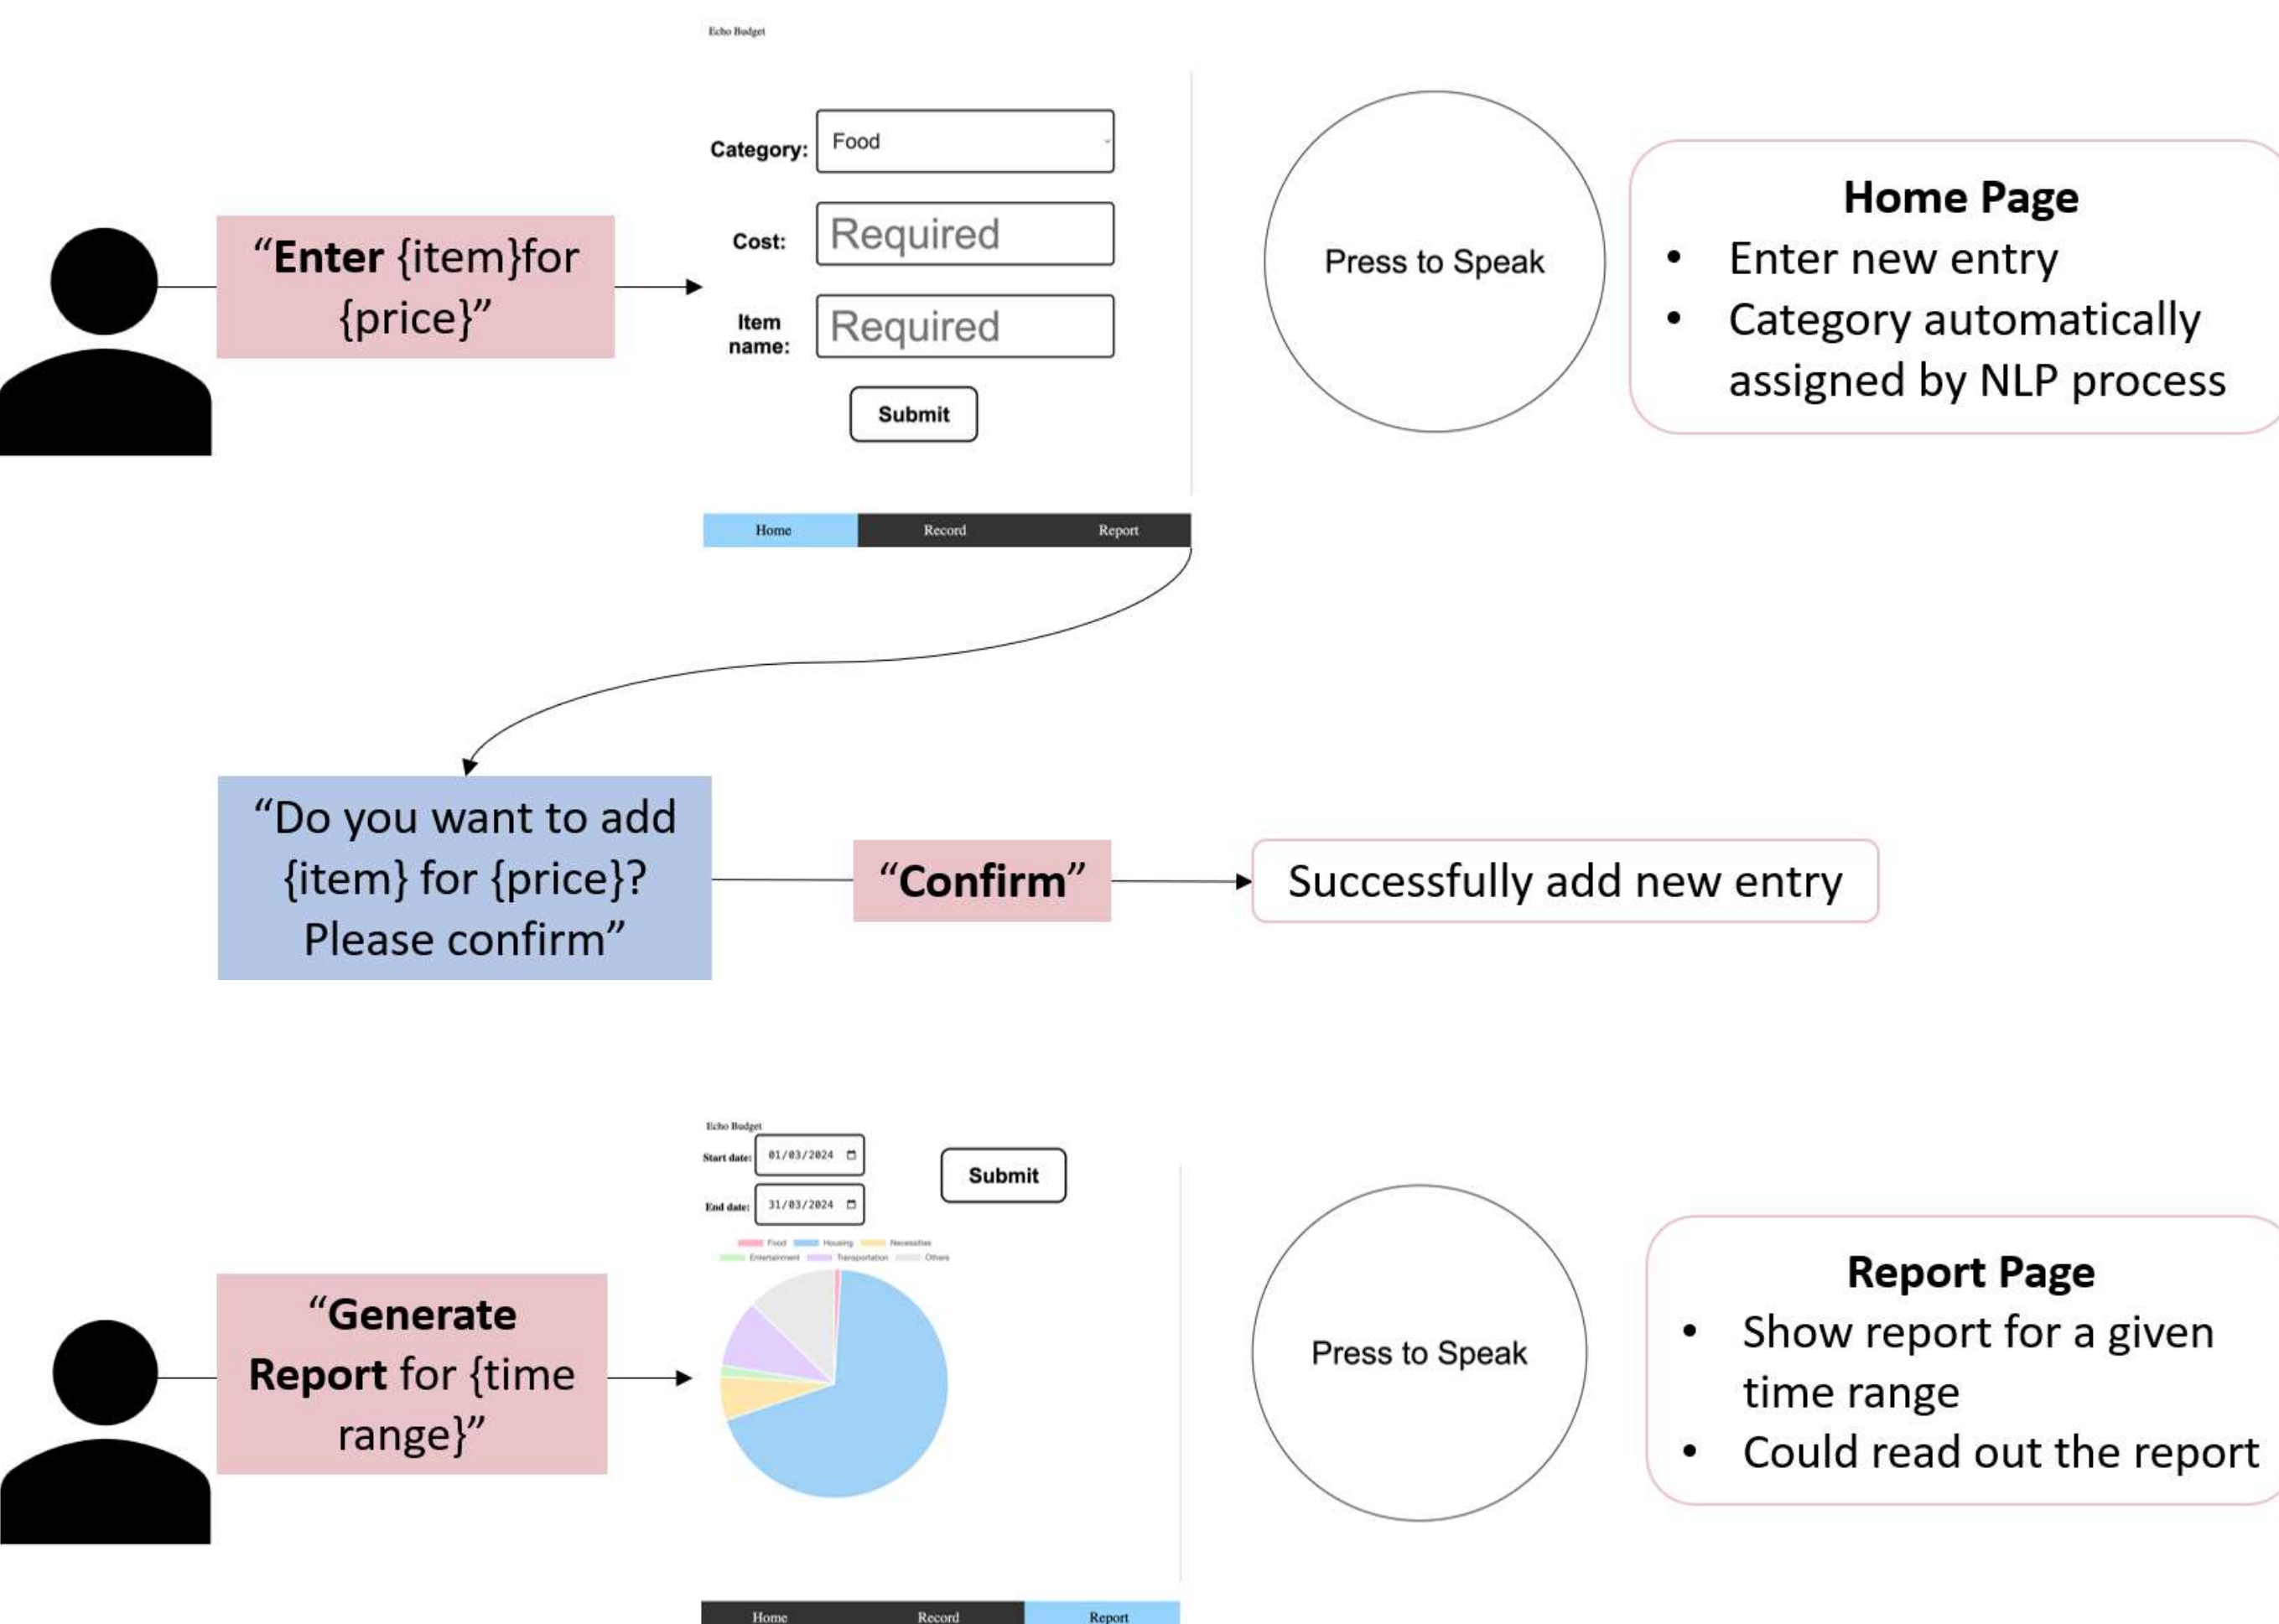 Echo Budget
Category:
Food
Cost:
Required
Item
name:
Required
Submit
Home Record Report
“Enter {item}for
{price}”
Press to Speak
Home Page
• Enter new entry
• Category automatically
assigned by NLP process
“Do you want to add
{item} for {price}?
Please confirm”
“Confirm”
Successfully add new entry
Echo Budget
Start date: 01/03/2024
End date: 31/03/2024
Submit
Food Housing Necessities
Entertainment Transportation Others
“Generate
Report for {time
range}”
Press to Speak
Report Page
• Show report for a given
time range
• Could read out the report
Home Record Report